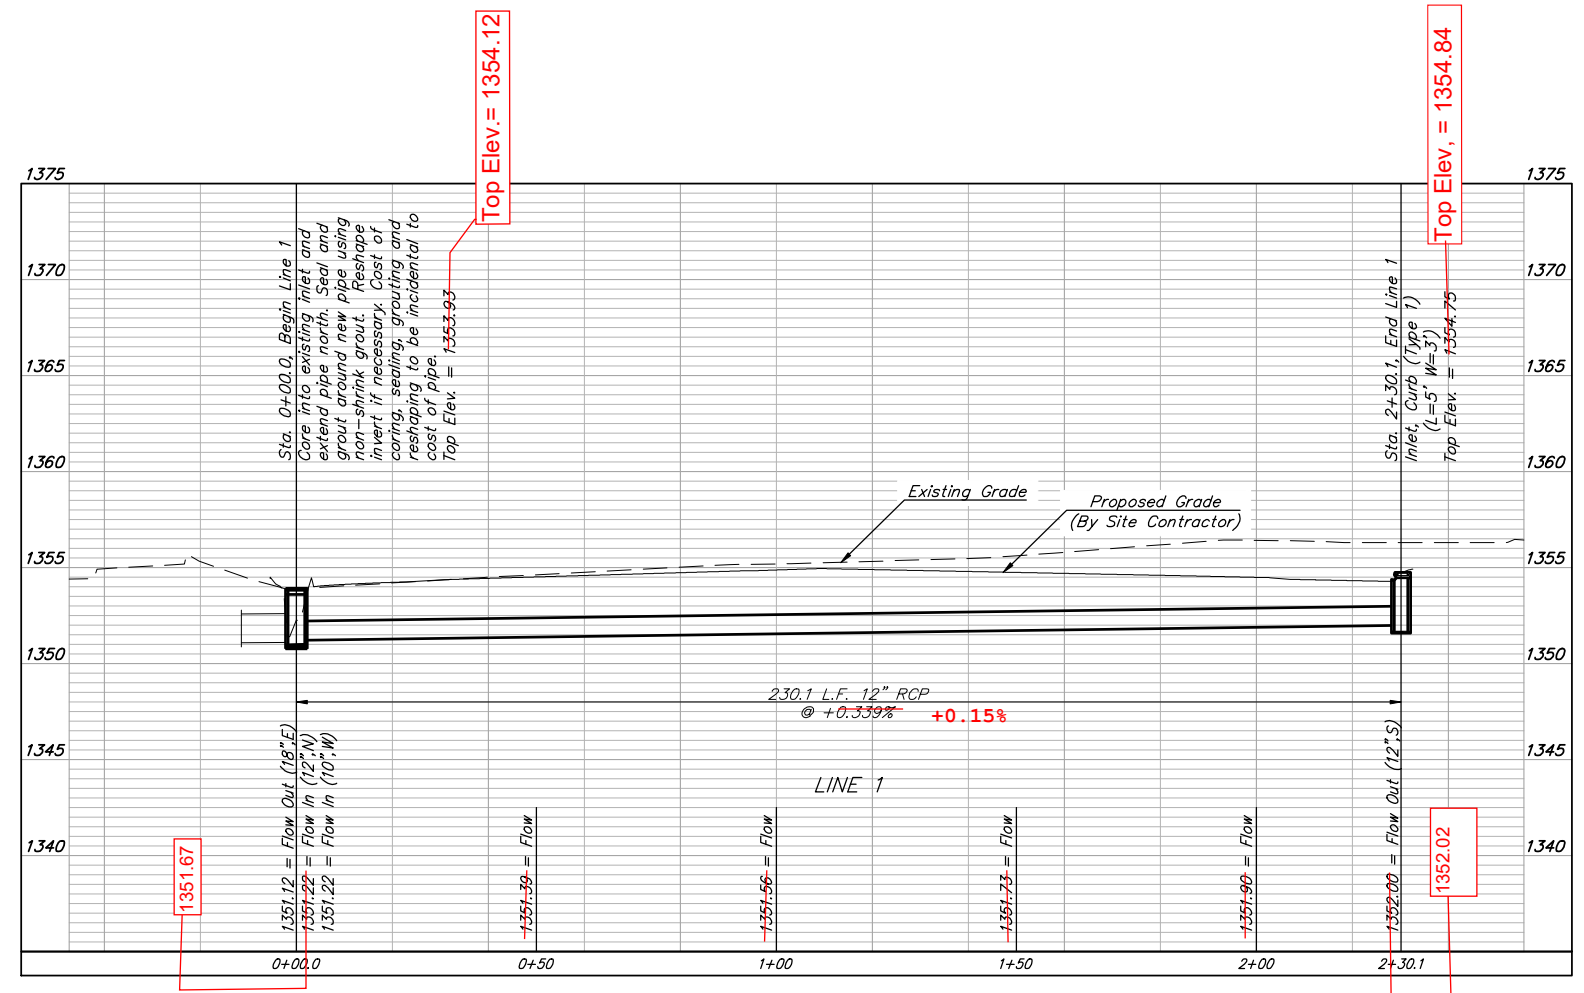 Top Elev.= 1354.12
Top Elev, = 1354.84
1375
1375
1370
1370
1365
1365
1360
1360
1355
1355
1350
1350
1345
1345
1340
1340
Sta. 0+00.0, Begin Line 1
Core into existing inlet and
extend pipe north. Seal and
grout around new pipe using
non-shrink grout. Reshape
invert if necessary. Cost of
coring, sealing, grouting and
reshaping to be incidental to
cost of pipe.
Top Elev. = 1353.93
Sta. 2+30.1, End Line 1
Inlet, Curb (Type 1)
(L=5' W=3')
Top Elev. = 1354.75
Existing Grade
Proposed Grade
(By Site Contractor)
230.1 L.F. 12" RCP
@ +0.339%
+0.15%
LINE 1
1351.67
1351.12 = Flow Out (18",E)
1351.22 = Flow In (12",N)
1351.22 = Flow In (10",W)
1351.39 = Flow
1351.56 = Flow
1351.73 = Flow
1351.90 = Flow
1352.00 = Flow Out (12",S)
1352.02
0+00.0
0+50
1+00
1+50
2+00
2+30.1